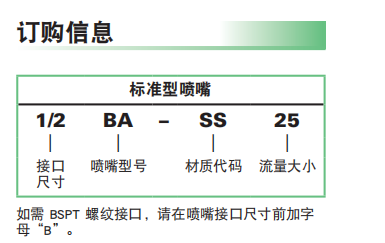 订购信息
标准型喷嘴
1/2 BA – SS 25
接口 喷嘴型号 材质代码 流量大小
尺寸
如需 BSPT 螺纹接口，请在喷嘴接口尺寸前加字
母“B”。